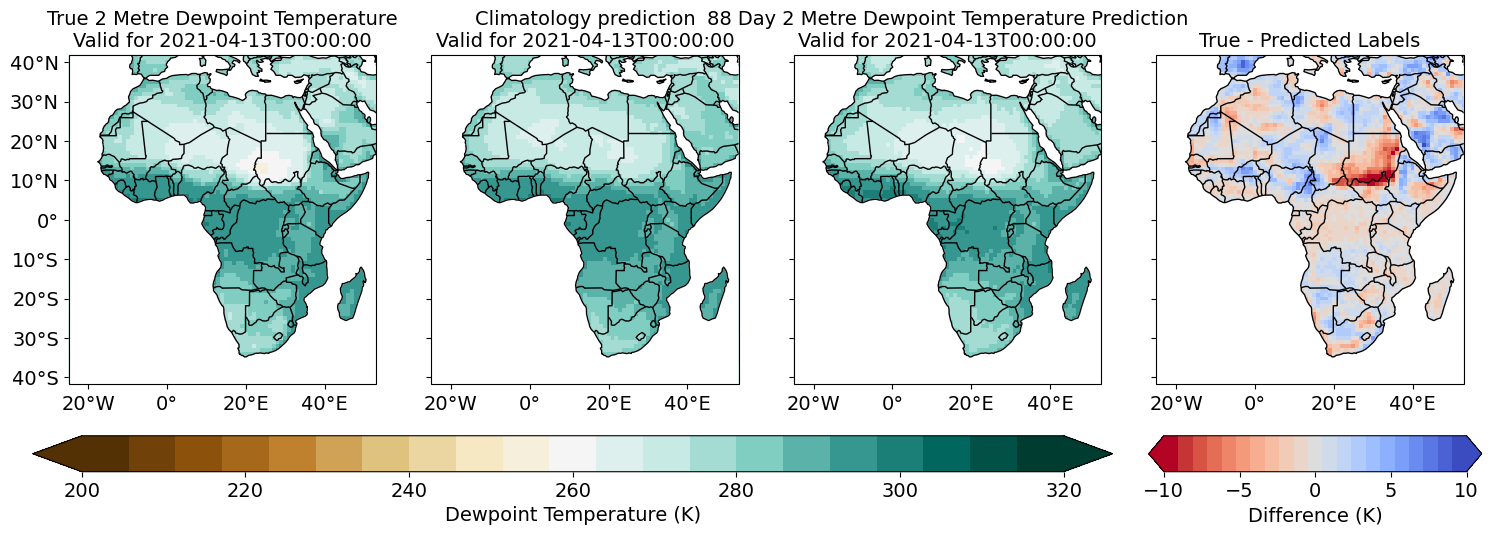 True 2 Metre Dewpoint Temperature
Valid for 2021-04-13T00:00:00
Climatology prediction  88 Day 2 Metre Dewpoint Temperature Prediction
Valid for 2021-04-13T00:00:00
Valid for 2021-04-13T00:00:00
True - Predicted Labels
40°N
30°N
20°N
10°N
0°
10°S
20°S
30°S
40°S
20°W 0° 20°E 40°E
20°W 0° 20°E 40°E
20°W 0° 20°E 40°E
20°W 0° 20°E 40°E
200 220 240 260 280 300 320
Dewpoint Temperature (K)
−10 −5 0 5 10
Difference (K)